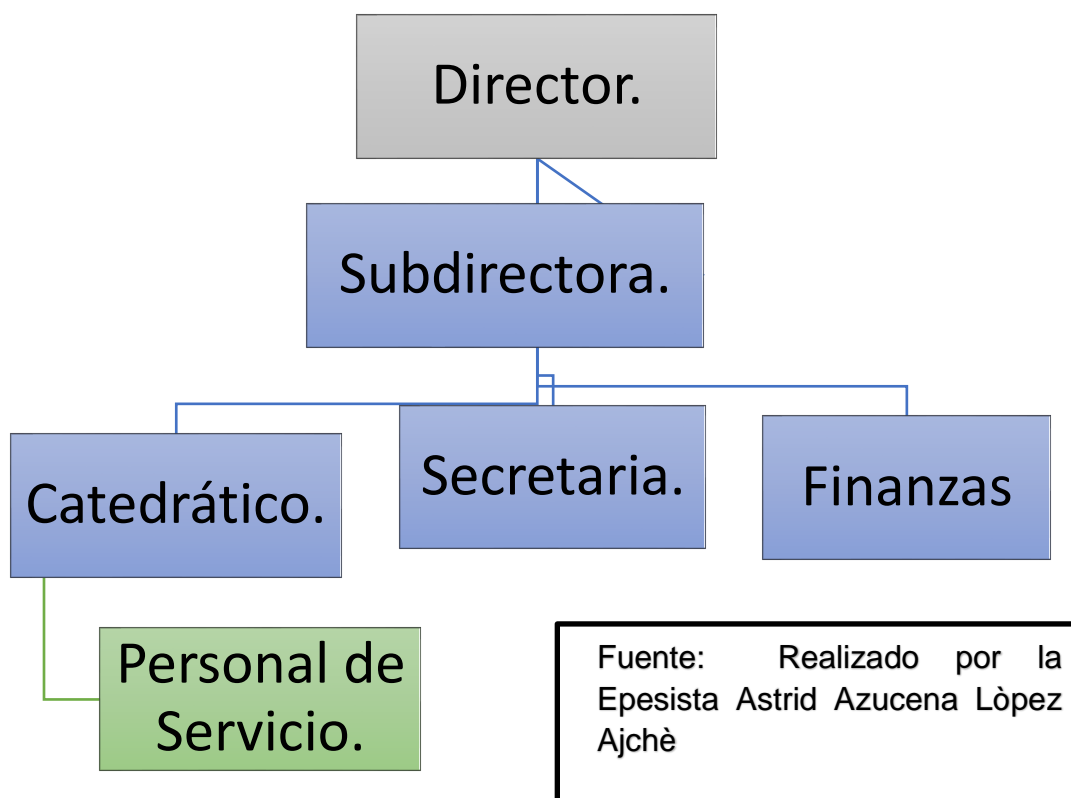 Director.
Subdirectora.
Catedrático.
Secretaria.
Finanzas
Personal de
Servicio.
Fuente: Realizado por la
Epesista Astrid Azucena Lòpez
Ajchè